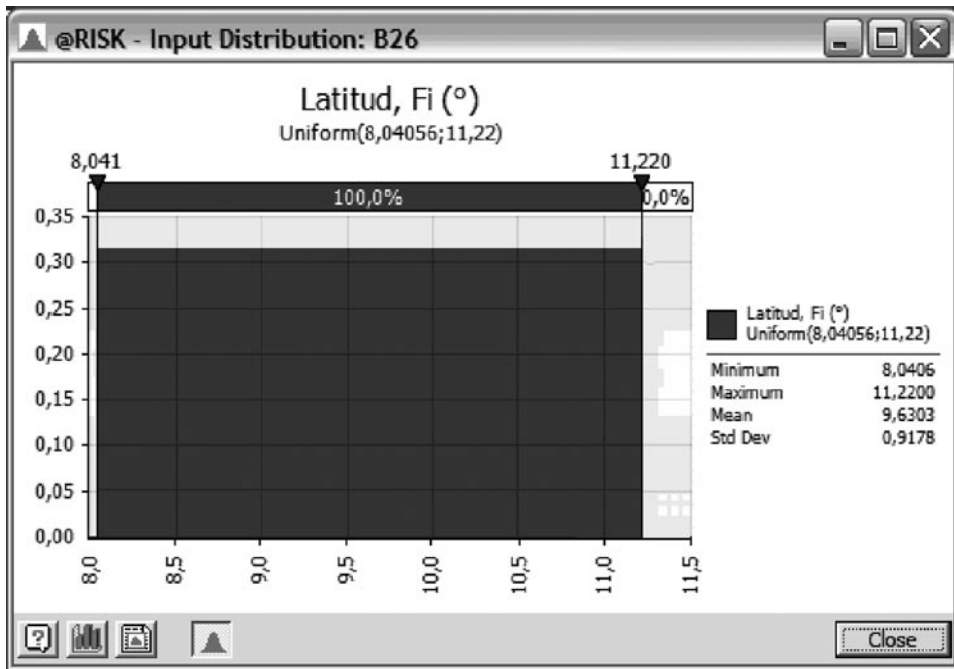 @RISK - Input Distribution: B26
Latitud, Fi (°)
Uniform(8,04056;11,22)
8,041 11,220
100,0% 0,0%
0,35
0,30
0,25
0,20
0,15
0,10
0,05
0,00
8,0 8,5 9,0 9,5 10,0 10,5 11,0 11,5
Latitud, Fi (°)
Uniform(8,04056;11,22)
Minimum 8,0406
Maximum 11,2200
Mean 9,6303
Std Dev 0,9178
Close